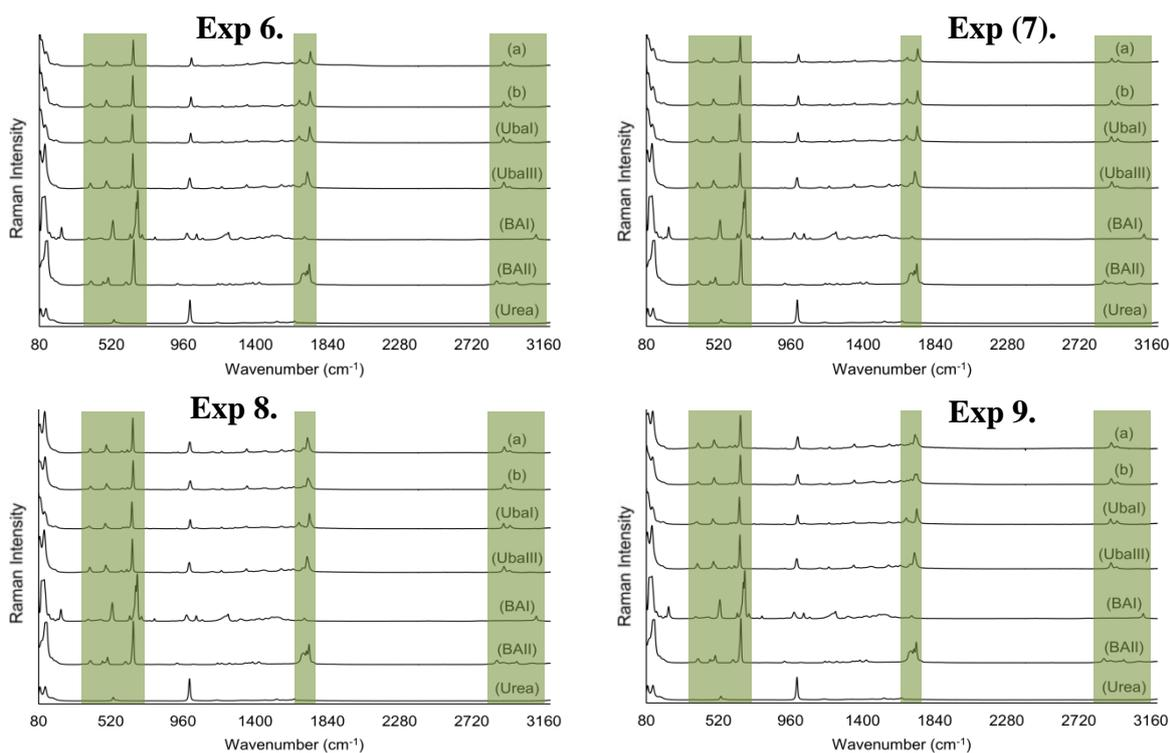 Exp 6.
Raman Intensity
(a)
(b)
(UbaI)
(UbaIII)
(BAI)
(BAII)
(Urea)
80 520 960 1400 1840 2280 2720 3160
Wavenumber (cm-1)
Exp (7).
Raman Intensity
(a)
(b)
(UbaI)
(UbaIII)
(BAI)
(BAII)
(Urea)
80 520 960 1400 1840 2280 2720 3160
Wavenumber (cm-1)
Exp 8.
Raman Intensity
(a)
(b)
(UbaI)
(UbaIII)
(BAI)
(BAII)
(Urea)
80 520 960 1400 1840 2280 2720 3160
Wavenumber (cm-1)
Exp 9.
Raman Intensity
(a)
(b)
(UbaI)
(UbaIII)
(BAI)
(BAII)
(Urea)
80 520 960 1400 1840 2280 2720 3160
Wavenumber (cm-1)